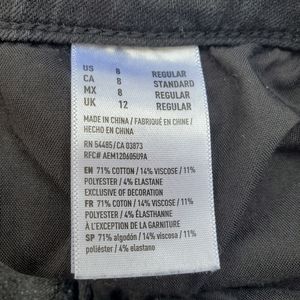 US 8 REGULAR
CA 8 STANDARD
MX 8 REGULAR
UK 12 REGULAR
MADE IN CHINA / FABRIQUÉ EN CHINE /
HECHO EN CHINA
RN 54485 / CA 03873
RFC# AEM120605U9A
EN 71% COTTON / 14% VISCOSE / 11%
POLYESTER / 4% ELASTANE
EXCLUSIVE OF DECORATION
FR 71% COTON / 14% VISCOSE / 11%
POLYESTER / 4% ÉLASTHANNE
À L'EXCEPTION DE LA GARNITURE
SP 71% algodón / 14% viscosa / 11%
poliéster / 4% elastano